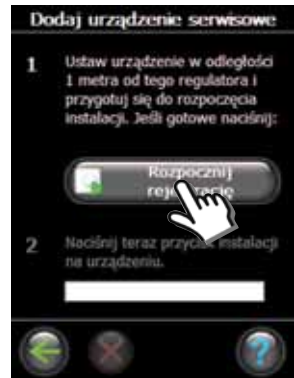 Dodaj urządzenie serwisowe
1 Ustaw urządzenie w odległości
1 metra od tego regulatora i
przygotuj się do rozpoczęcia
instalacji. Jeśli gotowe naciśnij:
Rozpocznij
rejestrację
2 Naciśnij teraz przycisk instalacji
na urządzeniu.
?